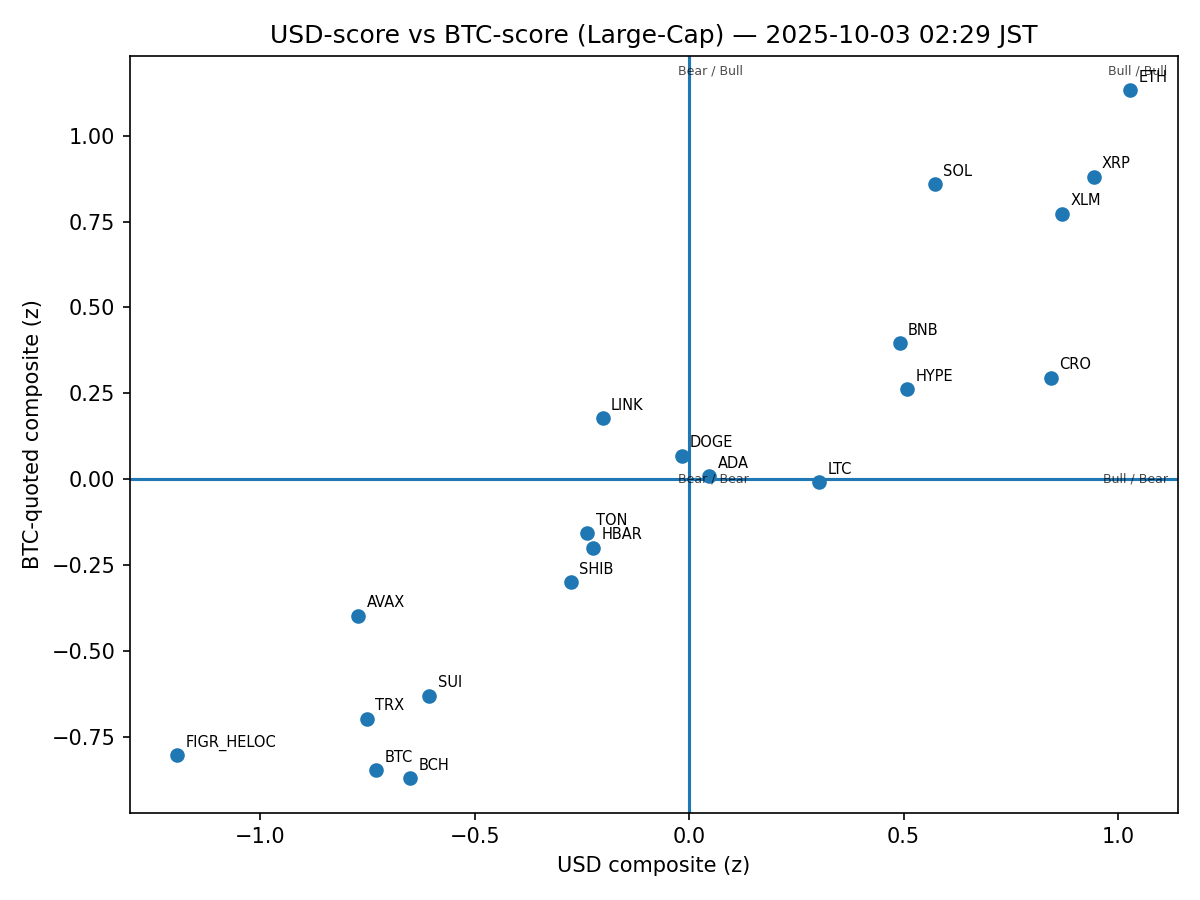 USD-score vs BTC-score (Large-Cap) — 2025-10-03 02:29 JST
Bear / Bull
Bull / Bull
ETH
XRP
SOL
XLM
BNB
CRO
HYPE
LINK
DOGE
ADA
LTC
Bear / Bear
Bull / Bear
TON
HBAR
SHIB
AVAX
SUI
TRX
FIGR_HELOC
BTC
BCH
1.00
0.75
0.50
0.25
0.00
−0.25
−0.50
−0.75
BTC-quoted composite (z)
−1.0
−0.5
0.0
0.5
1.0
USD composite (z)